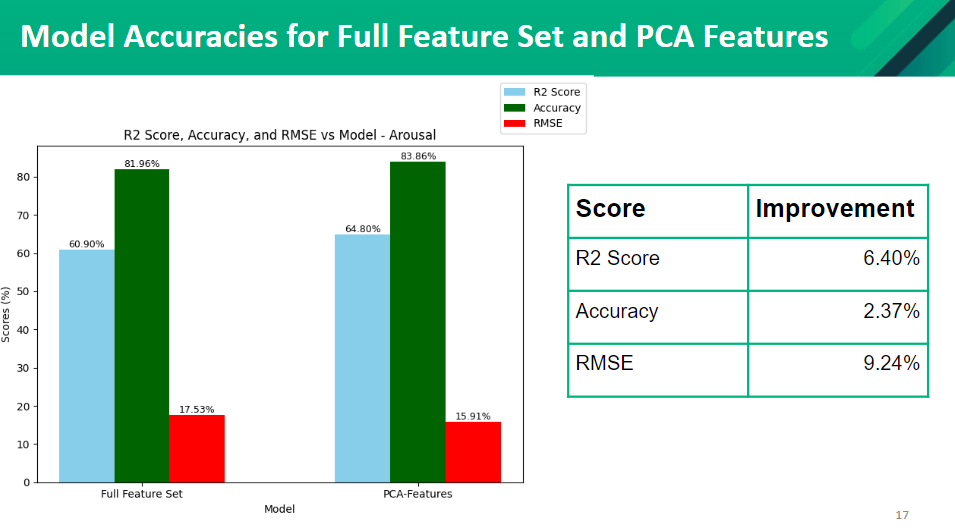 Model Accuracies for Full Feature Set and PCA Features
R2 Score
Accuracy
RMSE
R2 Score, Accuracy, and RMSE vs Model - Arousal
Scores (%)
80
70
60
50
40
30
20
10
0
60.90%
81.96%
17.53%
64.80%
83.86%
15.91%
Full Feature Set
PCA-Features
Model
Score Improvement
R2 Score 6.40%
Accuracy 2.37%
RMSE 9.24%
17